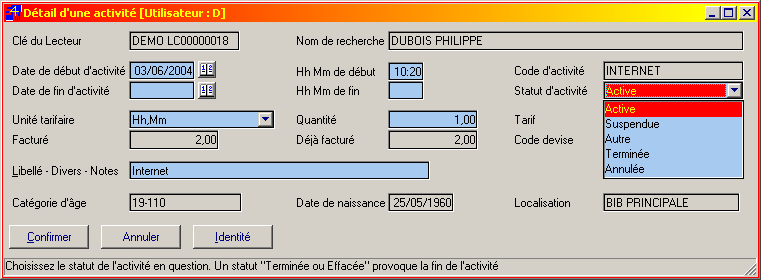 Détail d'une activité [Utilisateur : D]
Clé du Lecteur DEMO LC00000018 Nom de recherche DUBOIS PHILIPPE
Date de début d'activité 03/06/2004 12 Hh Mm de début 10:20 Code d'activité INTERNET
Date de fin d'activité 12 Hh Mm de fin Statut d'activité Active
Active
Unité tarifaire Hh,Mm Quantité 1,00 Tarif Suspendue
Facturé 2,00 Déjà facturé 2,00 Code devise Autre
Terminée
Libellé - Divers - Notes Internet Annulée
Catégorie d'âge 19-110 Date de naissance 25/05/1960 Localisation BIB PRINCIPALE
Confirmer Annuler Identité
Choisissez le statut de l'activité en question. Un statut "Terminée ou Effacée" provoque la fin de l'activité